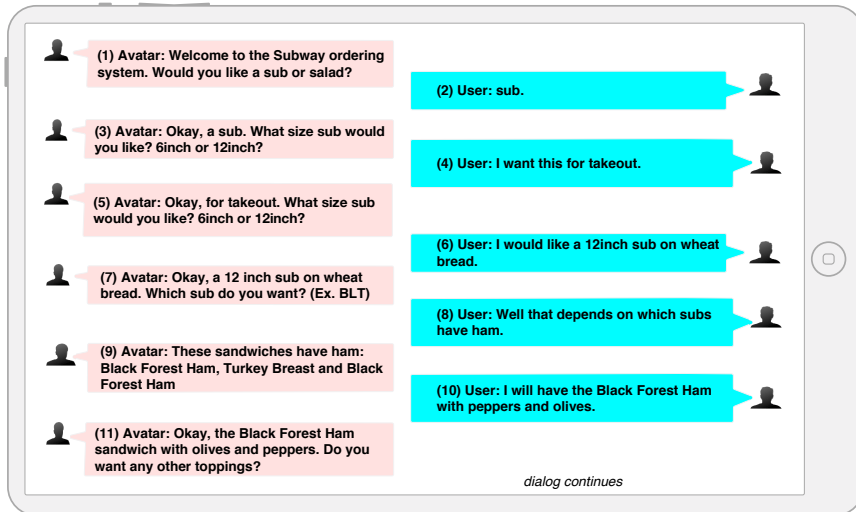 (1) Avatar: Welcome to the Subway ordering
system. Would you like a sub or salad?
(2) User: sub.
(3) Avatar: Okay, a sub. What size sub would
you like? 6inch or 12inch?
(4) User: I want this for takeout.
(5) Avatar: Okay, for takeout. What size sub
would you like? 6inch or 12inch?
(6) User: I would like a 12inch sub on wheat
bread.
(7) Avatar: Okay, a 12 inch sub on wheat
bread. Which sub do you want? (Ex. BLT)
(8) User: Well that depends on which subs
have ham.
(9) Avatar: These sandwiches have ham:
Black Forest Ham, Turkey Breast and Black
Forest Ham
(10) User: I will have the Black Forest Ham
with peppers and olives.
(11) Avatar: Okay, the Black Forest Ham
sandwich with olives and peppers. Do you
want any other toppings?
dialog continues